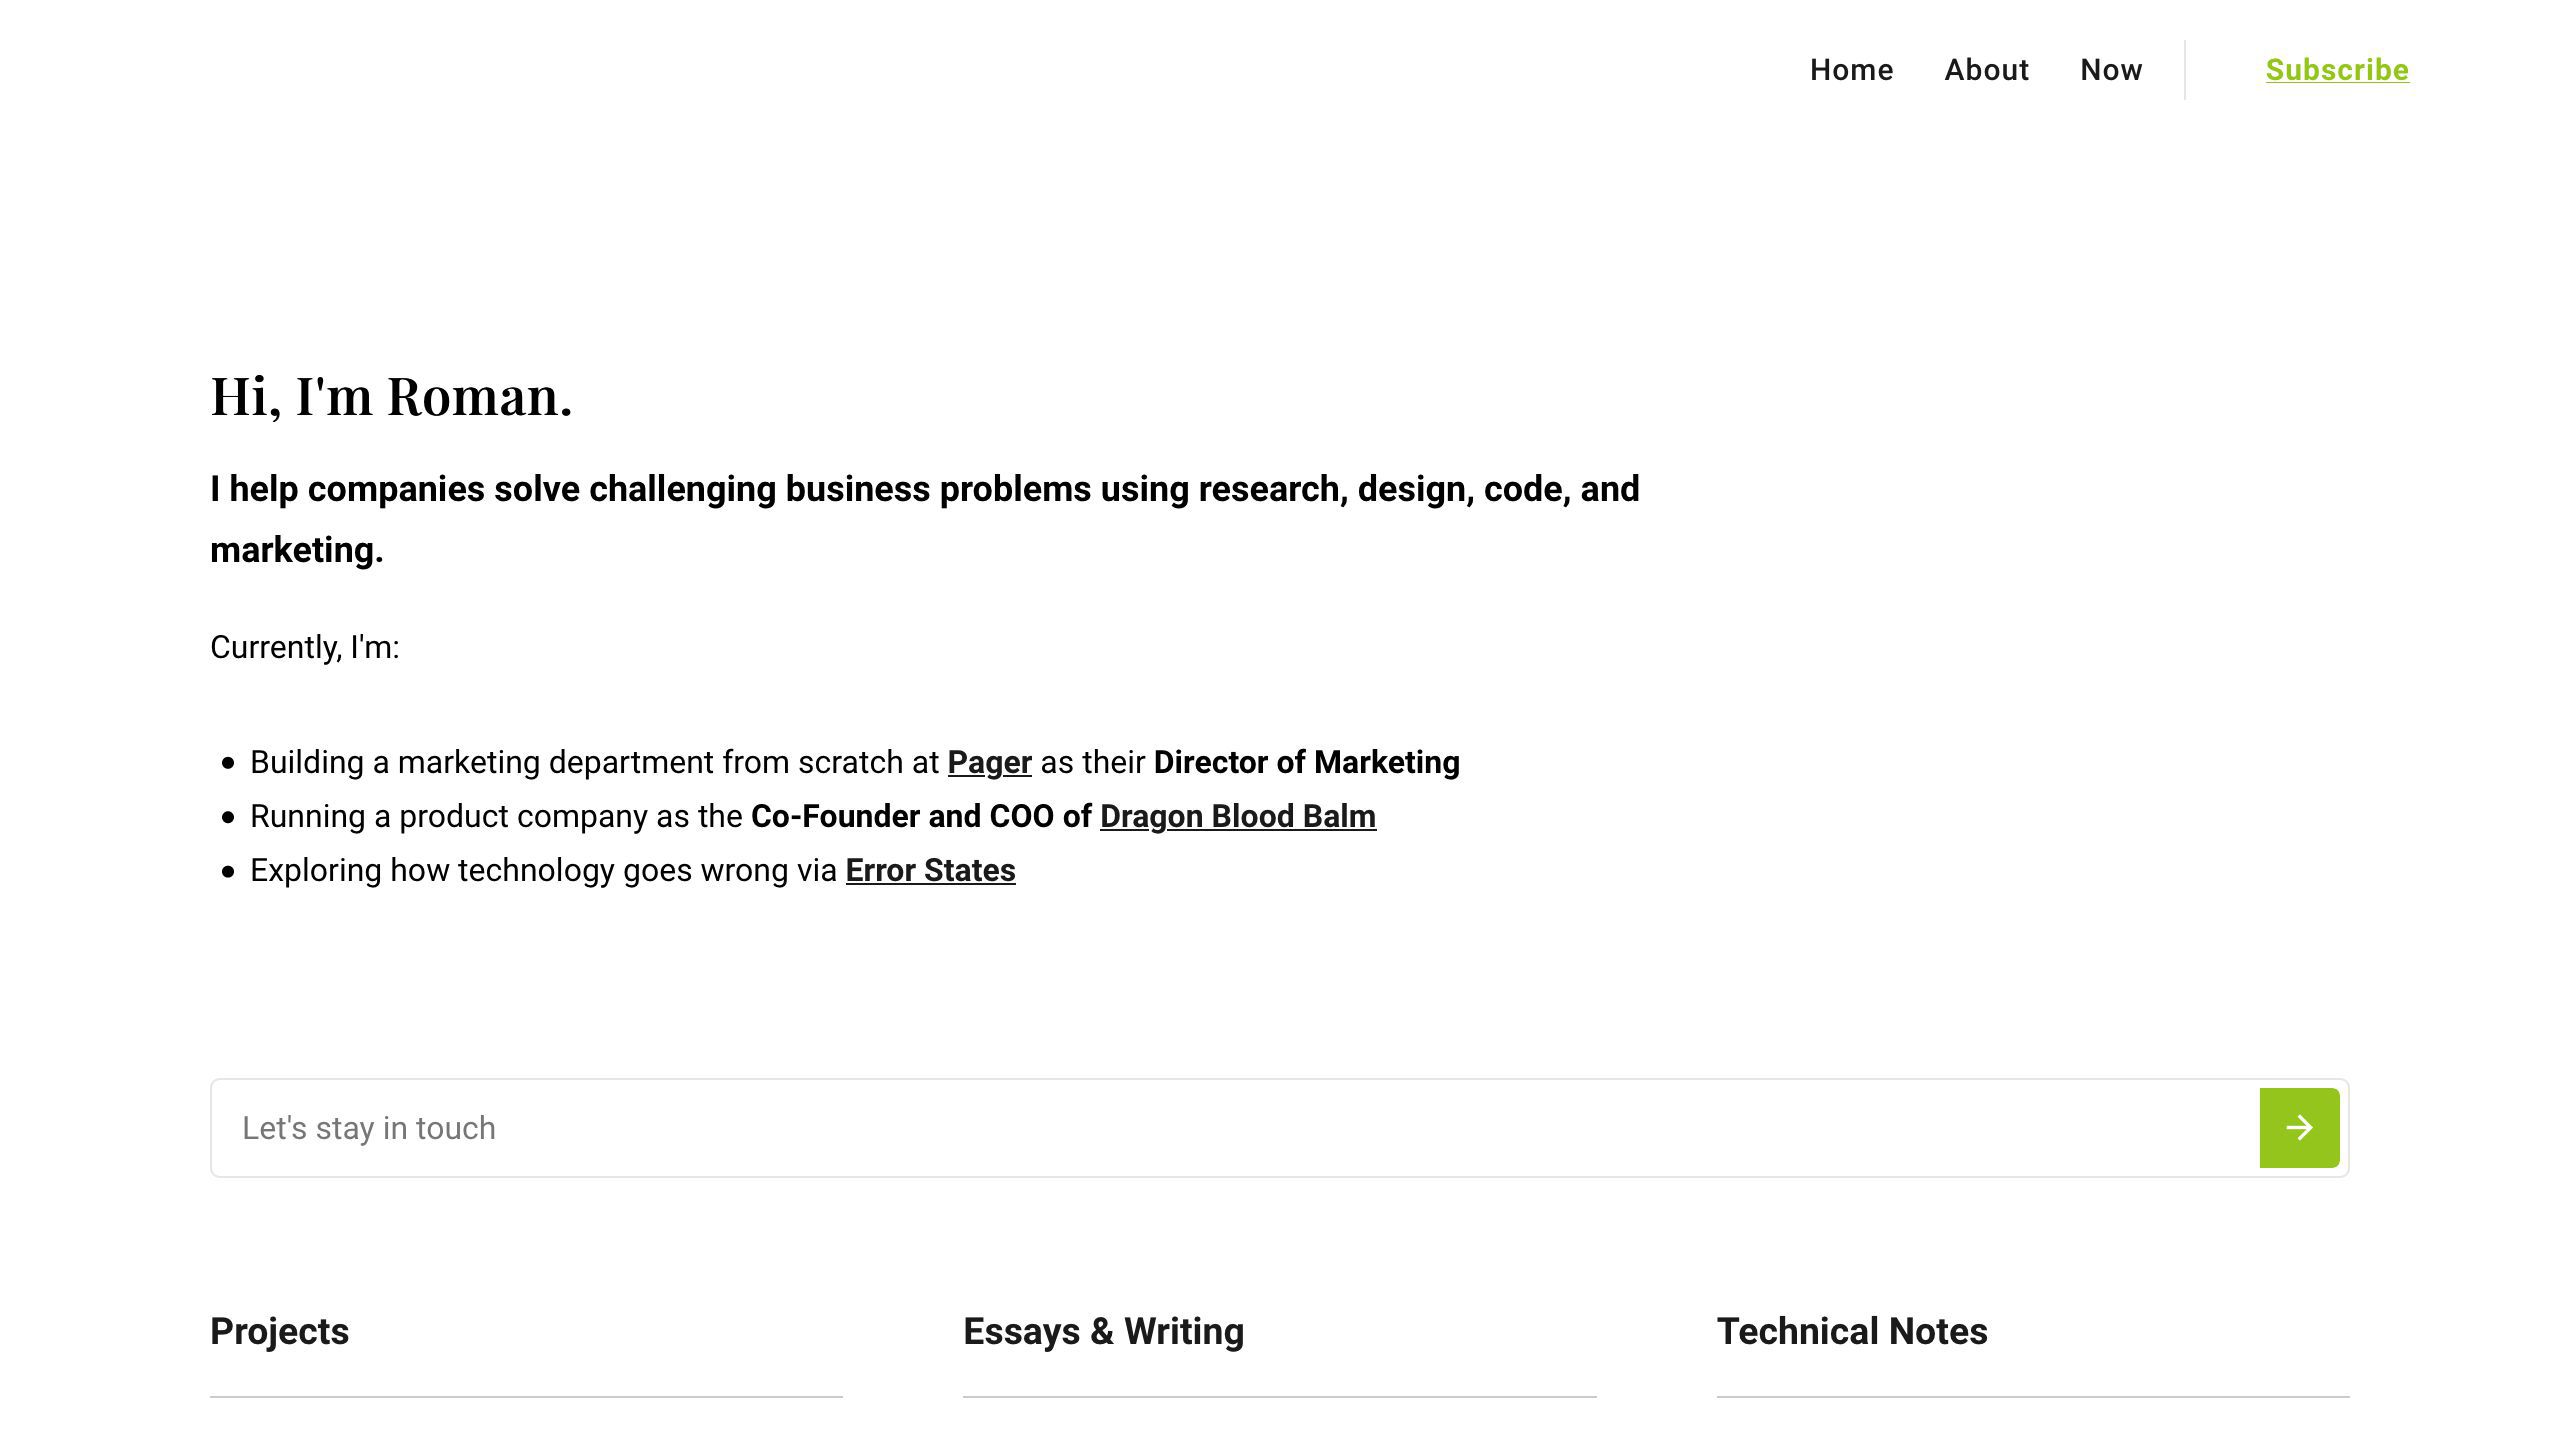 Home About Now Subscribe
Hi, I'm Roman.
I help companies solve challenging business problems using research, design, code, and
marketing.
Currently, I'm:
Building a marketing department from scratch at Pager as their Director of Marketing
Running a product company as the Co-Founder and COO of Dragon Blood Balm
Exploring how technology goes wrong via Error States
Let's stay in touch
Projects
Essays & Writing
Technical Notes